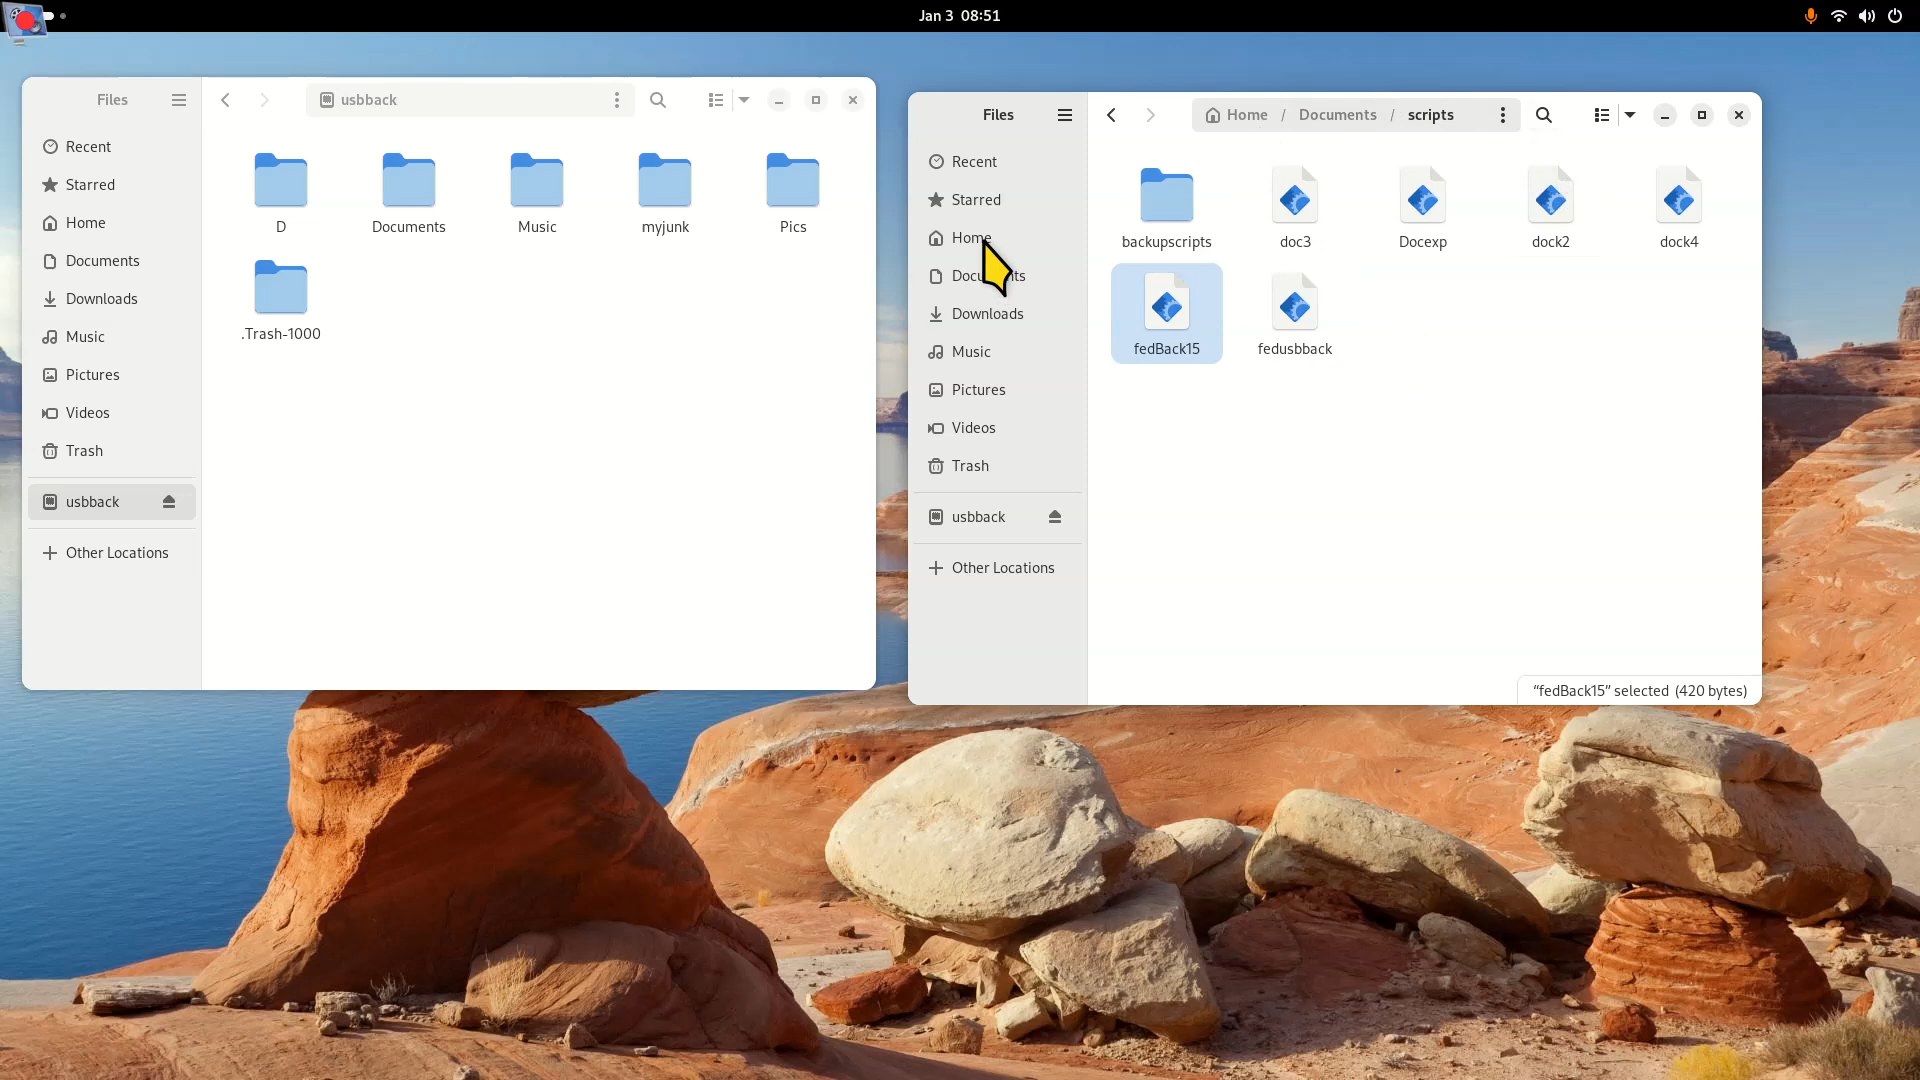 Jan 3 08:51
Files
usbback
Recent
Starred
Home
Documents
Downloads
Music
Pictures
Videos
Trash
usbback
Other Locations
D
Documents
Music
myjunk
Pics
.Trash-1000
Files
Home / Documents / scripts
Recent
Starred
Home
Documents
Downloads
Music
Pictures
Videos
Trash
usbback
Other Locations
backupscripts
doc3
Docexp
dock2
dock4
fedBack15
fedusbback
“fedBack15” selected (420 bytes)